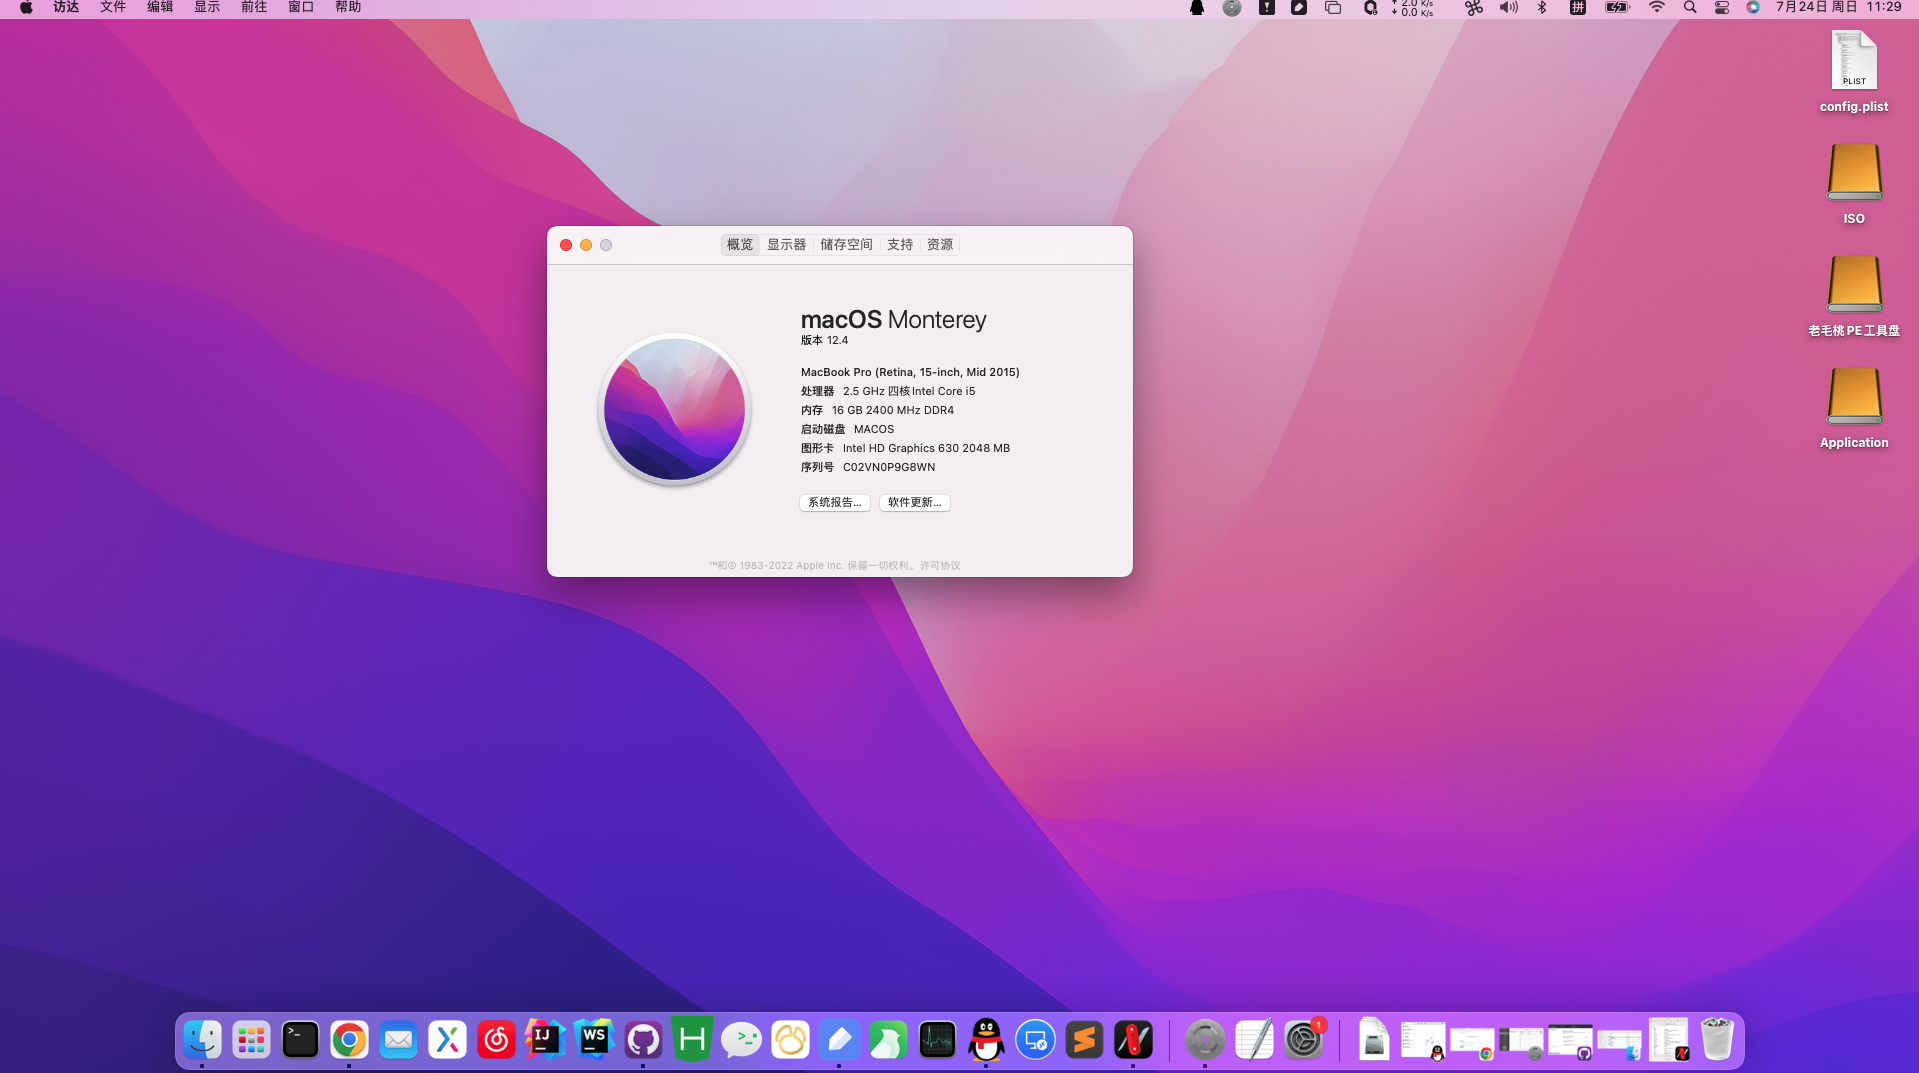 访达 文件 编辑 显示 前往 窗口 帮助 2.0 K/s 0.0 K/s 拼 7月24日 周日 11:29
PLIST
config.plist
ISO
老毛桃PE工具盘
Application
概览 显示器 储存空间 支持 资源
macOS Monterey
版本 12.4
MacBook Pro (Retina, 15-inch, Mid 2015)
处理器 2.5 GHz 四核Intel Core i5
内存 16 GB 2400 MHz DDR4
启动磁盘 MACOS
图形卡 Intel HD Graphics 630 2048 MB
序列号 C02VN0P9G8WN
系统报告... 软件更新...
™和© 1983-2022 Apple Inc. 保留一切权利。许可协议
IJ WS H 1